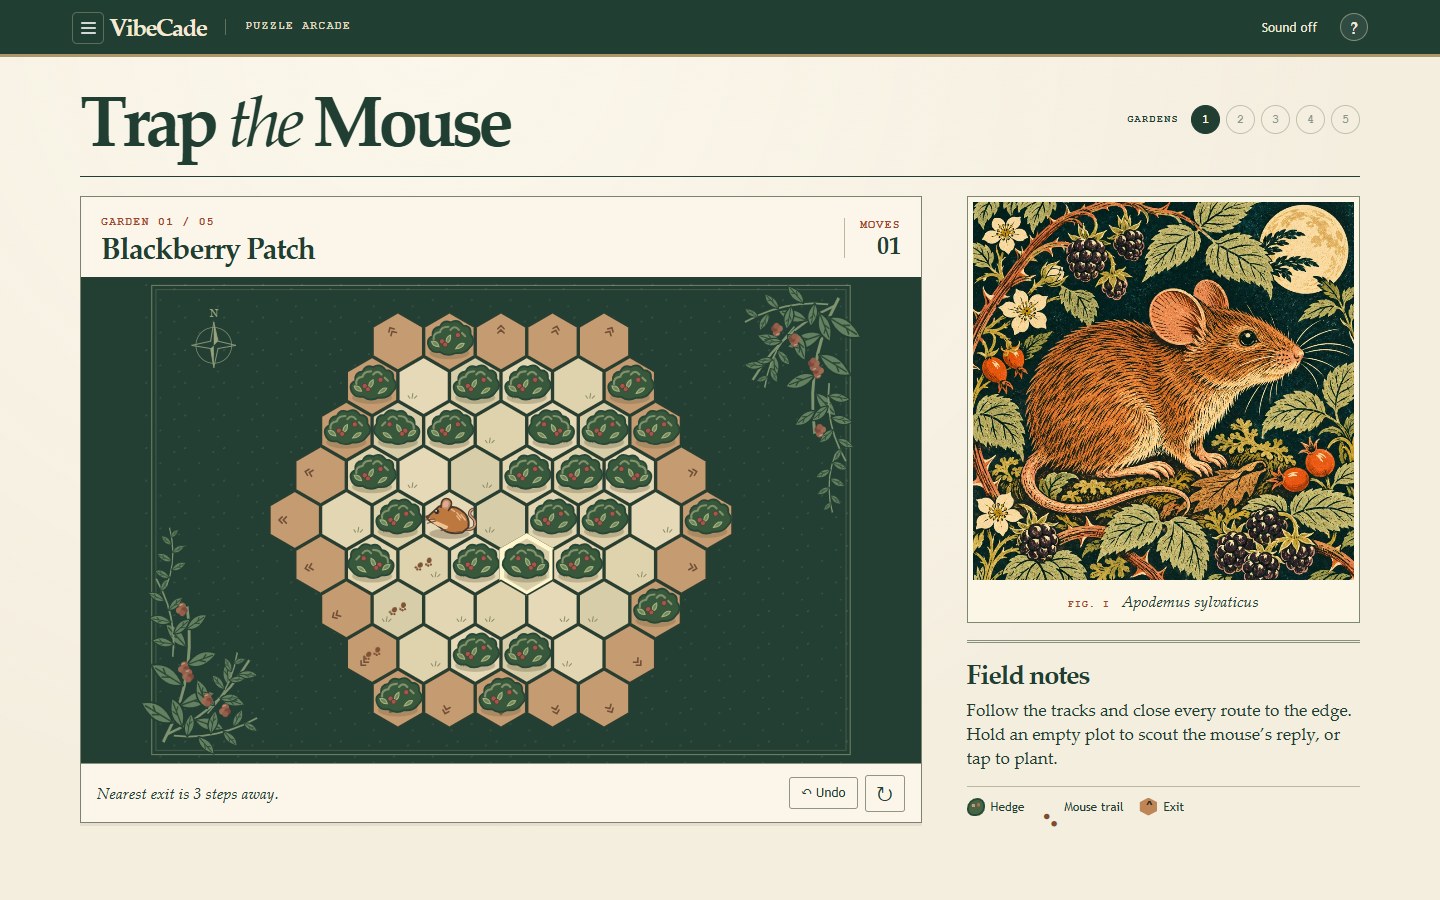 VibeCade
PUZZLE ARCADE
Sound off
?
Trap the Mouse
GARDENS 1 2 3 4 5
GARDEN 01 / 05
Blackberry Patch
MOVES
01
N
Nearest exit is 3 steps away.
↶ Undo
↻
FIG. I Apodemus sylvaticus
Field notes
Follow the tracks and close every route to the edge.
Hold an empty plot to scout the mouse’s reply, or
tap to plant.
Hedge Mouse trail Exit